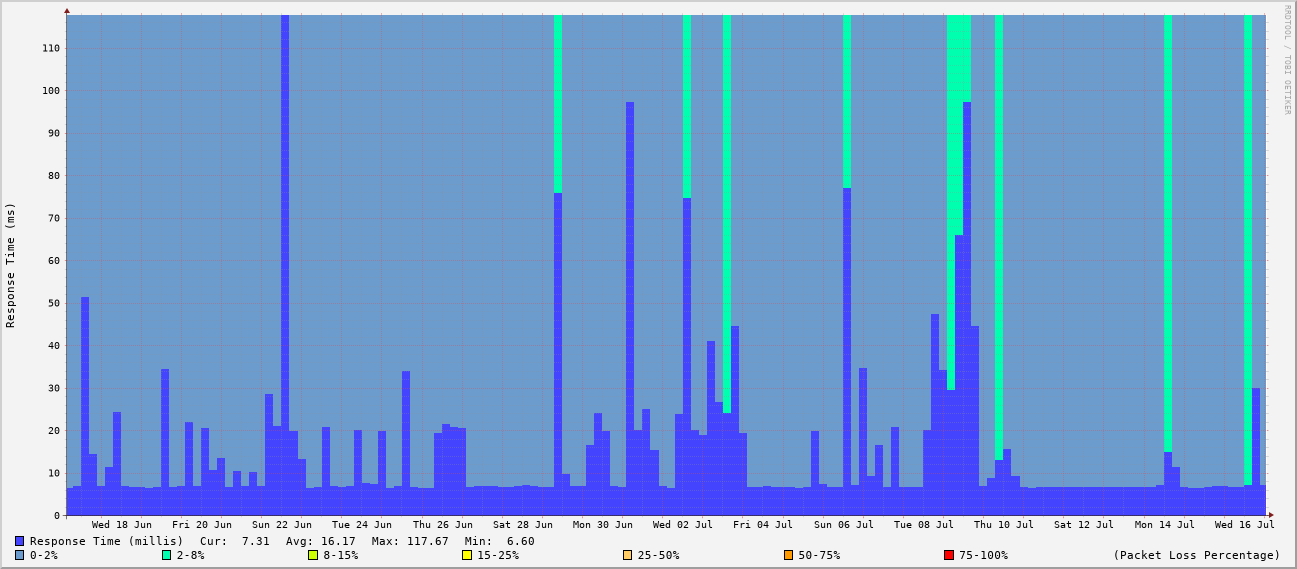 RRDTOOL / TOBI OETIKER
Response Time (ms)
110
100
90
80
70
60
50
40
30
20
10
0
Wed 18 Jun Fri 20 Jun Sun 22 Jun Tue 24 Jun Thu 26 Jun Sat 28 Jun Mon 30 Jun Wed 02 Jul Fri 04 Jul Sun 06 Jul Tue 08 Jul Thu 10 Jul Sat 12 Jul Mon 14 Jul Wed 16 Jul
Response Time (millis) Cur: 7.31 Avg: 16.17 Max: 117.67 Min: 6.60
0-2% 2-8% 8-15% 15-25% 25-50% 50-75% 75-100% (Packet Loss Percentage)